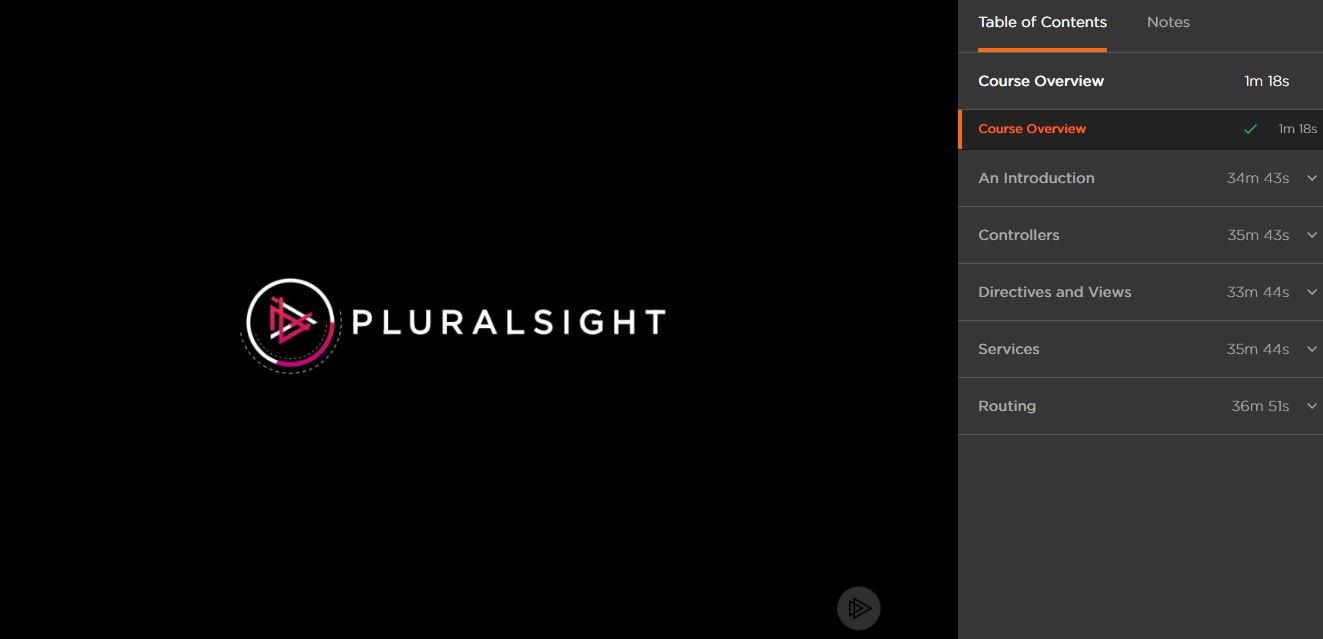 PLURALSIGHT
Table of Contents Notes
Course Overview 1m 18s
Course Overview 1m 18s
An Introduction 34m 43s
Controllers 35m 43s
Directives and Views 33m 44s
Services 35m 44s
Routing 36m 51s